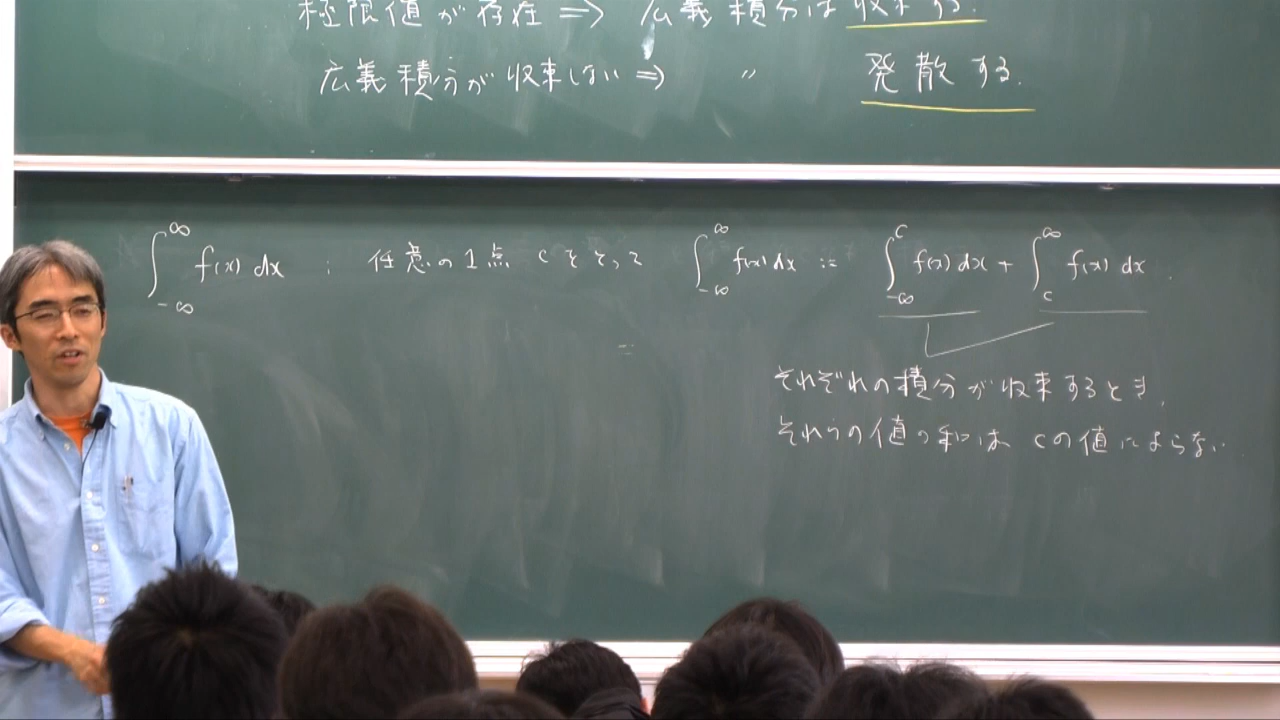 極限値が存在 ⟹ 広義積分は 収束する.
広義積分が収束しない ⟹ 〃 発散する.
∫_{-∞}^{∞} f(x) dx : 任意の1点 c をとって ∫_{-∞}^{∞} f(x) dx := ∫_{-∞}^{c} f(x) dx + ∫_{c}^{∞} f(x) dx.
それぞれの積分が収束するとき,
それらの値の和は cの値によらない